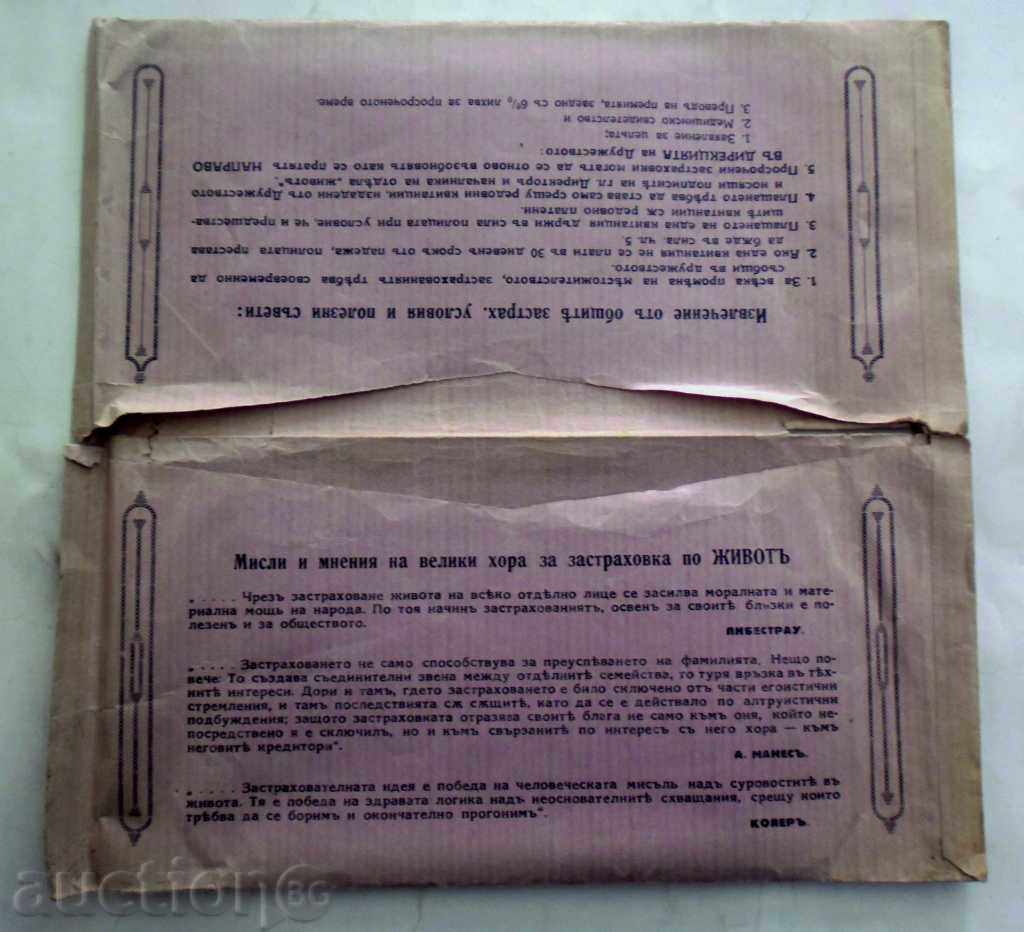 Извлечение отъ общитѣ застрах. условия и полезни съвети:
1. За всѣка промѣна на мѣстожителството, застрахованиятъ трѣбва своевременно да
съобщи въ дружеството.
2. Ако една квитанция не се плати въ 30 дневенъ срокъ отъ падежа, полицата престава
да бѫде въ сила. чл. 5.
3. Плащането на една квитанция държи въ сила полицата при условие, че и предшества-
щитѣ квитанции сѫ редовно платени.
4. Плащането трѣбва да става само срещу редовни квитанции, издадени отъ Дружеството
и носящи подписитѣ на гл. Директоръ и началника на отдѣла „животъ".
5. Просрочени застраховки могатъ да се отново възобновятъ като се пратятъ НАПРАВО
ВЪ ДИРЕКЦИЯТА на Дружеството:
1. Заявление за цельта;
2. Медицинско свидетелство и
3. Преводъ на премията, заедно съ 6% лихва за просроченото време.
Мисли и мнения на велики хора за застраховка по ЖИВОТЪ
„..... Чрезъ застраховане живота на всѣко отдѣлно лице се засилва моралната и мате-
риална мощь на народа. По тоя начинъ застрахованиятъ, освенъ за своитѣ близки е по-
лезенъ и за обществото.
ЛИБЕСТРАУ.
„..... Застраховането не само способствува за преуспѣването на фамилията. Нещо по-
вече: То създава съединителни звена между отдѣлнитѣ семейства, то туря връзка въ тѣх-
нитѣ интереси. Дори и тамъ, гдето застраховането е било сключено отъ части егоистични
стремления, и тамъ последствията сѫ сѫщитѣ, като да се е действало по алтруистични
подбуждения; защото застраховката отразява своитѣ блага не само къмъ оня, който не-
посредствено я е сключилъ, но и къмъ свързанитѣ по интересъ съ него хора — къмъ
неговитѣ кредитори".
А. МАНЕСЪ.
„..... Застрахователната идея е победа на человеческата мисъль надъ суровоститѣ въ
живота. Тя е победа на здравата логика надъ неоснователнитѣ схващания, срещу които
трѣбва да се боримъ и окончателно прогонимъ".
КОЯЕРЪ.
auction BG